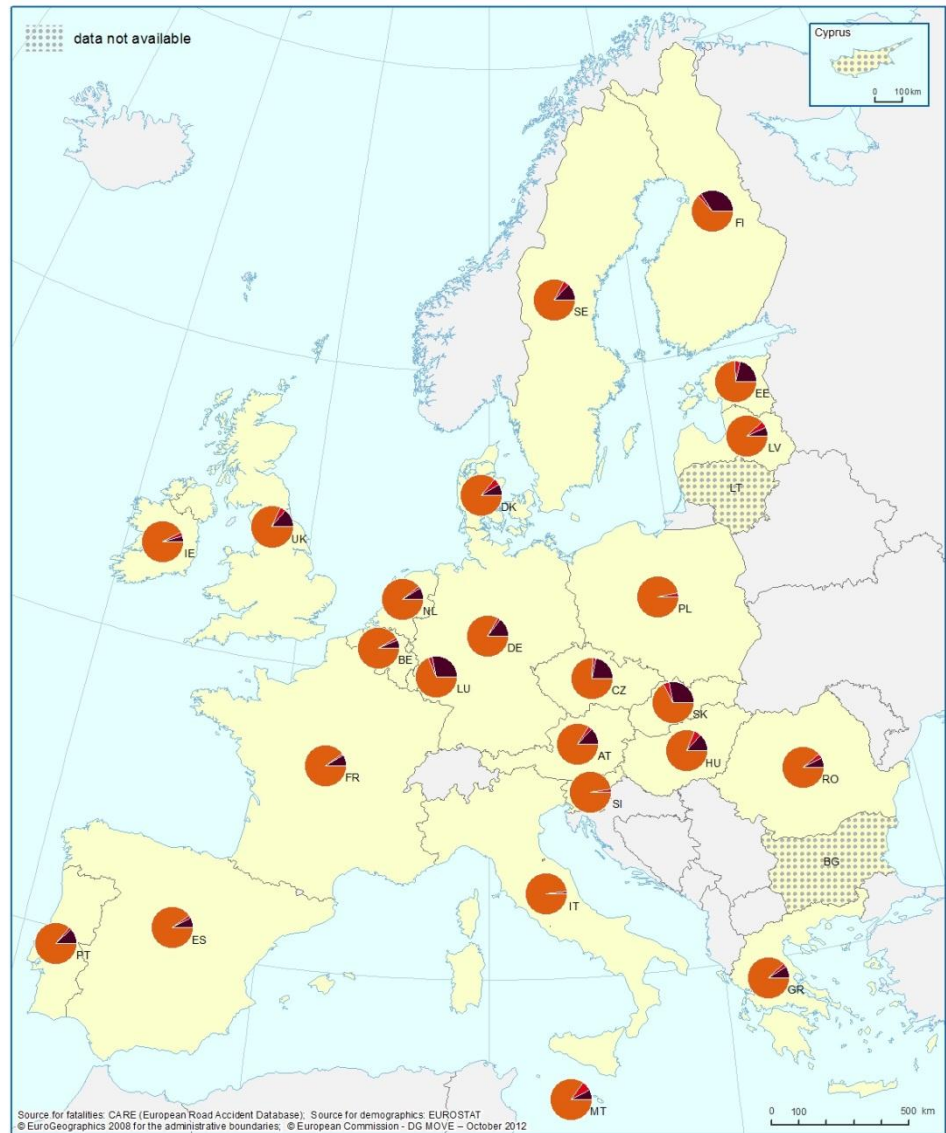 data not available
Cyprus
0 100 km
FI
SE
EE
LV
LT
DK
IE
UK
NL
PL
BE
DE
LU
CZ
SK
AT
HU
FR
SI
RO
BG
IT
ES
PT
GR
MT
Source for fatalities: CARE (European Road Accident Database); Source for demographics: EUROSTAT
© EuroGeographics 2008 for the administrative boundaries; © European Commission - DG MOVE – October 2012
0 100 500 km